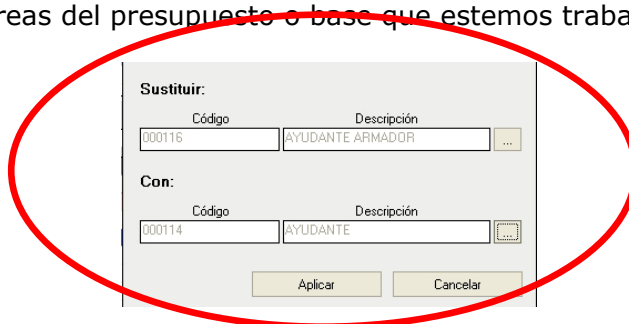 reas del presupuesto o base que estemos traba
Sustituir:
Código Descripción
000116 AYUDANTE ARMADOR ...
Con:
Código Descripción
000114 AYUDANTE ...
Aplicar Cancelar